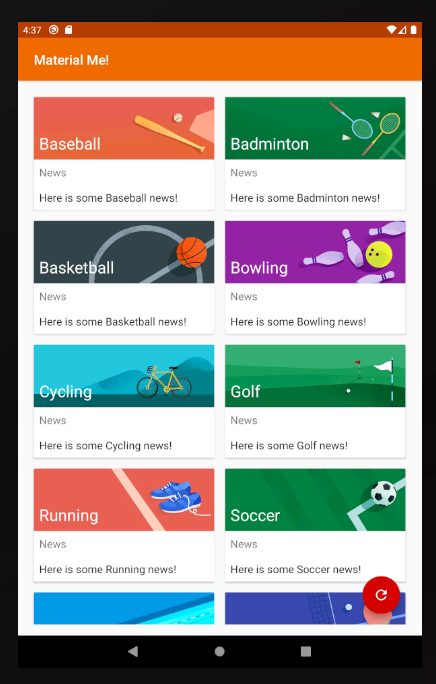 4:37
Material Me!
Baseball
News
Here is some Baseball news!
Badminton
News
Here is some Badminton news!
Basketball
News
Here is some Basketball news!
Bowling
News
Here is some Bowling news!
Cycling
News
Here is some Cycling news!
Golf
News
Here is some Golf news!
Running
News
Here is some Running news!
Soccer
News
Here is some Soccer news!